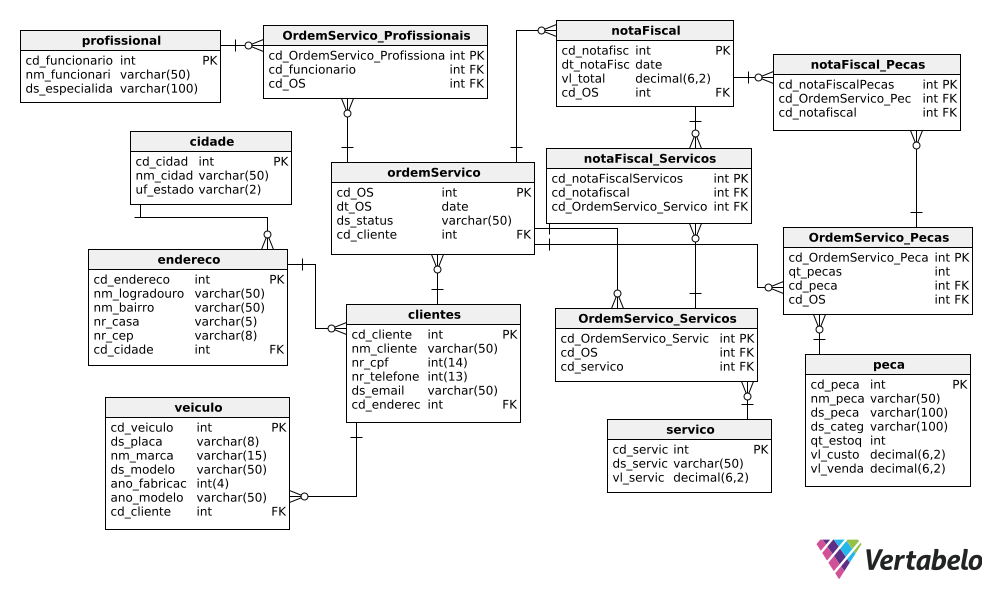 profissional
cd_funcionario int PK
nm_funcionari varchar(50)
ds_especialida varchar(100)
OrdemServico_Profissionais
cd_OrdemServico_Profissiona int PK
cd_funcionario int FK
cd_OS int FK
notaFiscal
cd_notafisc int PK
dt_notaFisc date
vl_total decimal(6,2)
cd_OS int FK
notaFiscal_Pecas
cd_notaFiscalPecas int PK
cd_OrdemServico_Pec int FK
cd_notafiscal int FK
cidade
cd_cidad int PK
nm_cidad varchar(50)
uf_estado varchar(2)
ordemServico
cd_OS int PK
dt_OS date
ds_status varchar(50)
cd_cliente int FK
notaFiscal_Servicos
cd_notaFiscalServicos int PK
cd_notafiscal int FK
cd_OrdemServico_Servico int FK
endereco
cd_endereco int PK
nm_logradouro varchar(50)
nm_bairro varchar(50)
nr_casa varchar(5)
nr_cep varchar(8)
cd_cidade int FK
OrdemServico_Pecas
cd_OrdemServico_Peca int PK
qt_pecas int
cd_peca int FK
cd_OS int FK
clientes
cd_cliente int PK
nm_cliente varchar(50)
nr_cpf int(14)
nr_telefone int(13)
ds_email varchar(50)
cd_enderec int FK
OrdemServico_Servicos
cd_OrdemServico_Servic int PK
cd_OS int FK
cd_servico int FK
peca
cd_peca int PK
nm_peca varchar(50)
ds_peca varchar(100)
ds_categ varchar(100)
qt_estoq int
vl_custo decimal(6,2)
vl_venda decimal(6,2)
veiculo
cd_veiculo int PK
ds_placa varchar(8)
nm_marca varchar(15)
ds_modelo varchar(50)
ano_fabricac int(4)
ano_modelo varchar(50)
cd_cliente int FK
servico
cd_servic int PK
ds_servic varchar(50)
vl_servic decimal(6,2)
Vertabelo